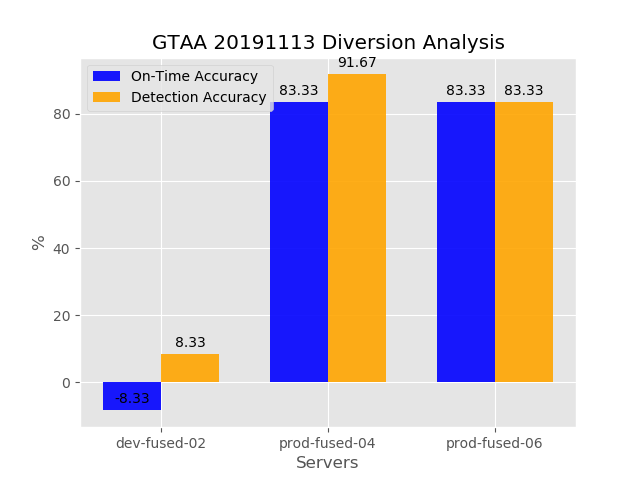 GTAA 20191113 Diversion Analysis
On-Time Accuracy
Detection Accuracy
91.67
83.33
83.33
83.33
8.33
-8.33
80
60
40
20
0
%
dev-fused-02
prod-fused-04
prod-fused-06
Servers